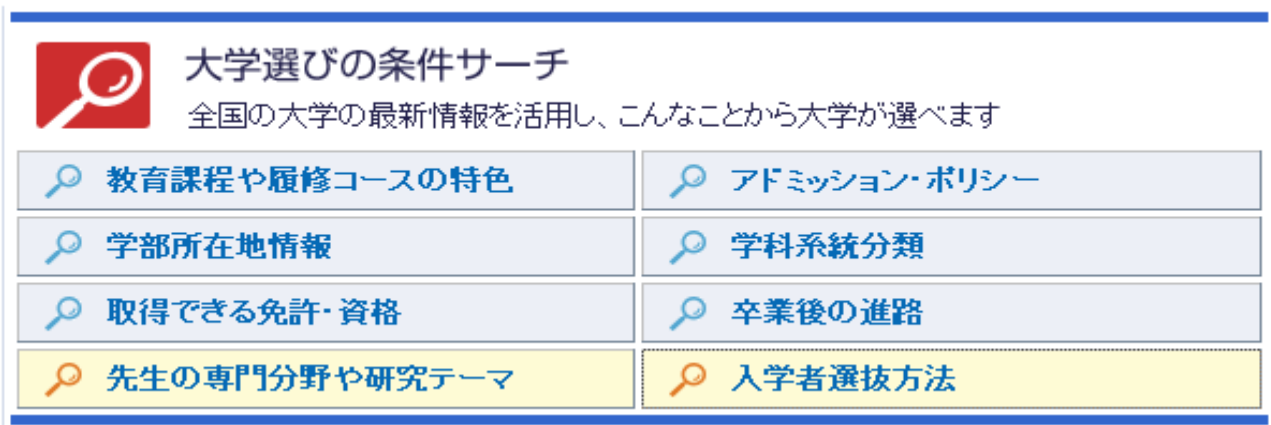 大学選びの条件サーチ
全国の大学の最新情報を活用し、こんなことから大学が選べます
教育課程や履修コースの特色
アドミッション・ポリシー
学部所在地情報
学科系統分類
取得できる免許・資格
卒業後の進路
先生の専門分野や研究テーマ
入学者選抜方法